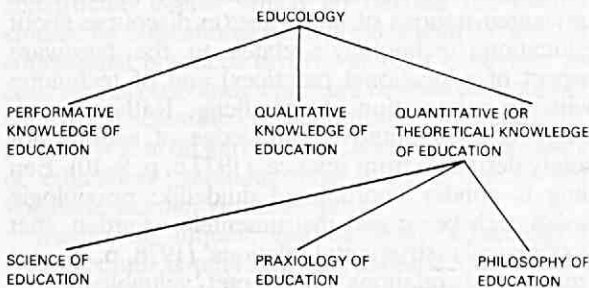 EDUCOLOGY
PERFORMATIVE
KNOWLEDGE OF
EDUCATION
QUALITATIVE
KNOWLEDGE OF
EDUCATION
QUANTITATIVE (OR
THEORETICAL) KNOWLEDGE
OF EDUCATION
SCIENCE OF
EDUCATION
PRAXIOLOGY OF
EDUCATION
PHILOSOPHY OF
EDUCATION